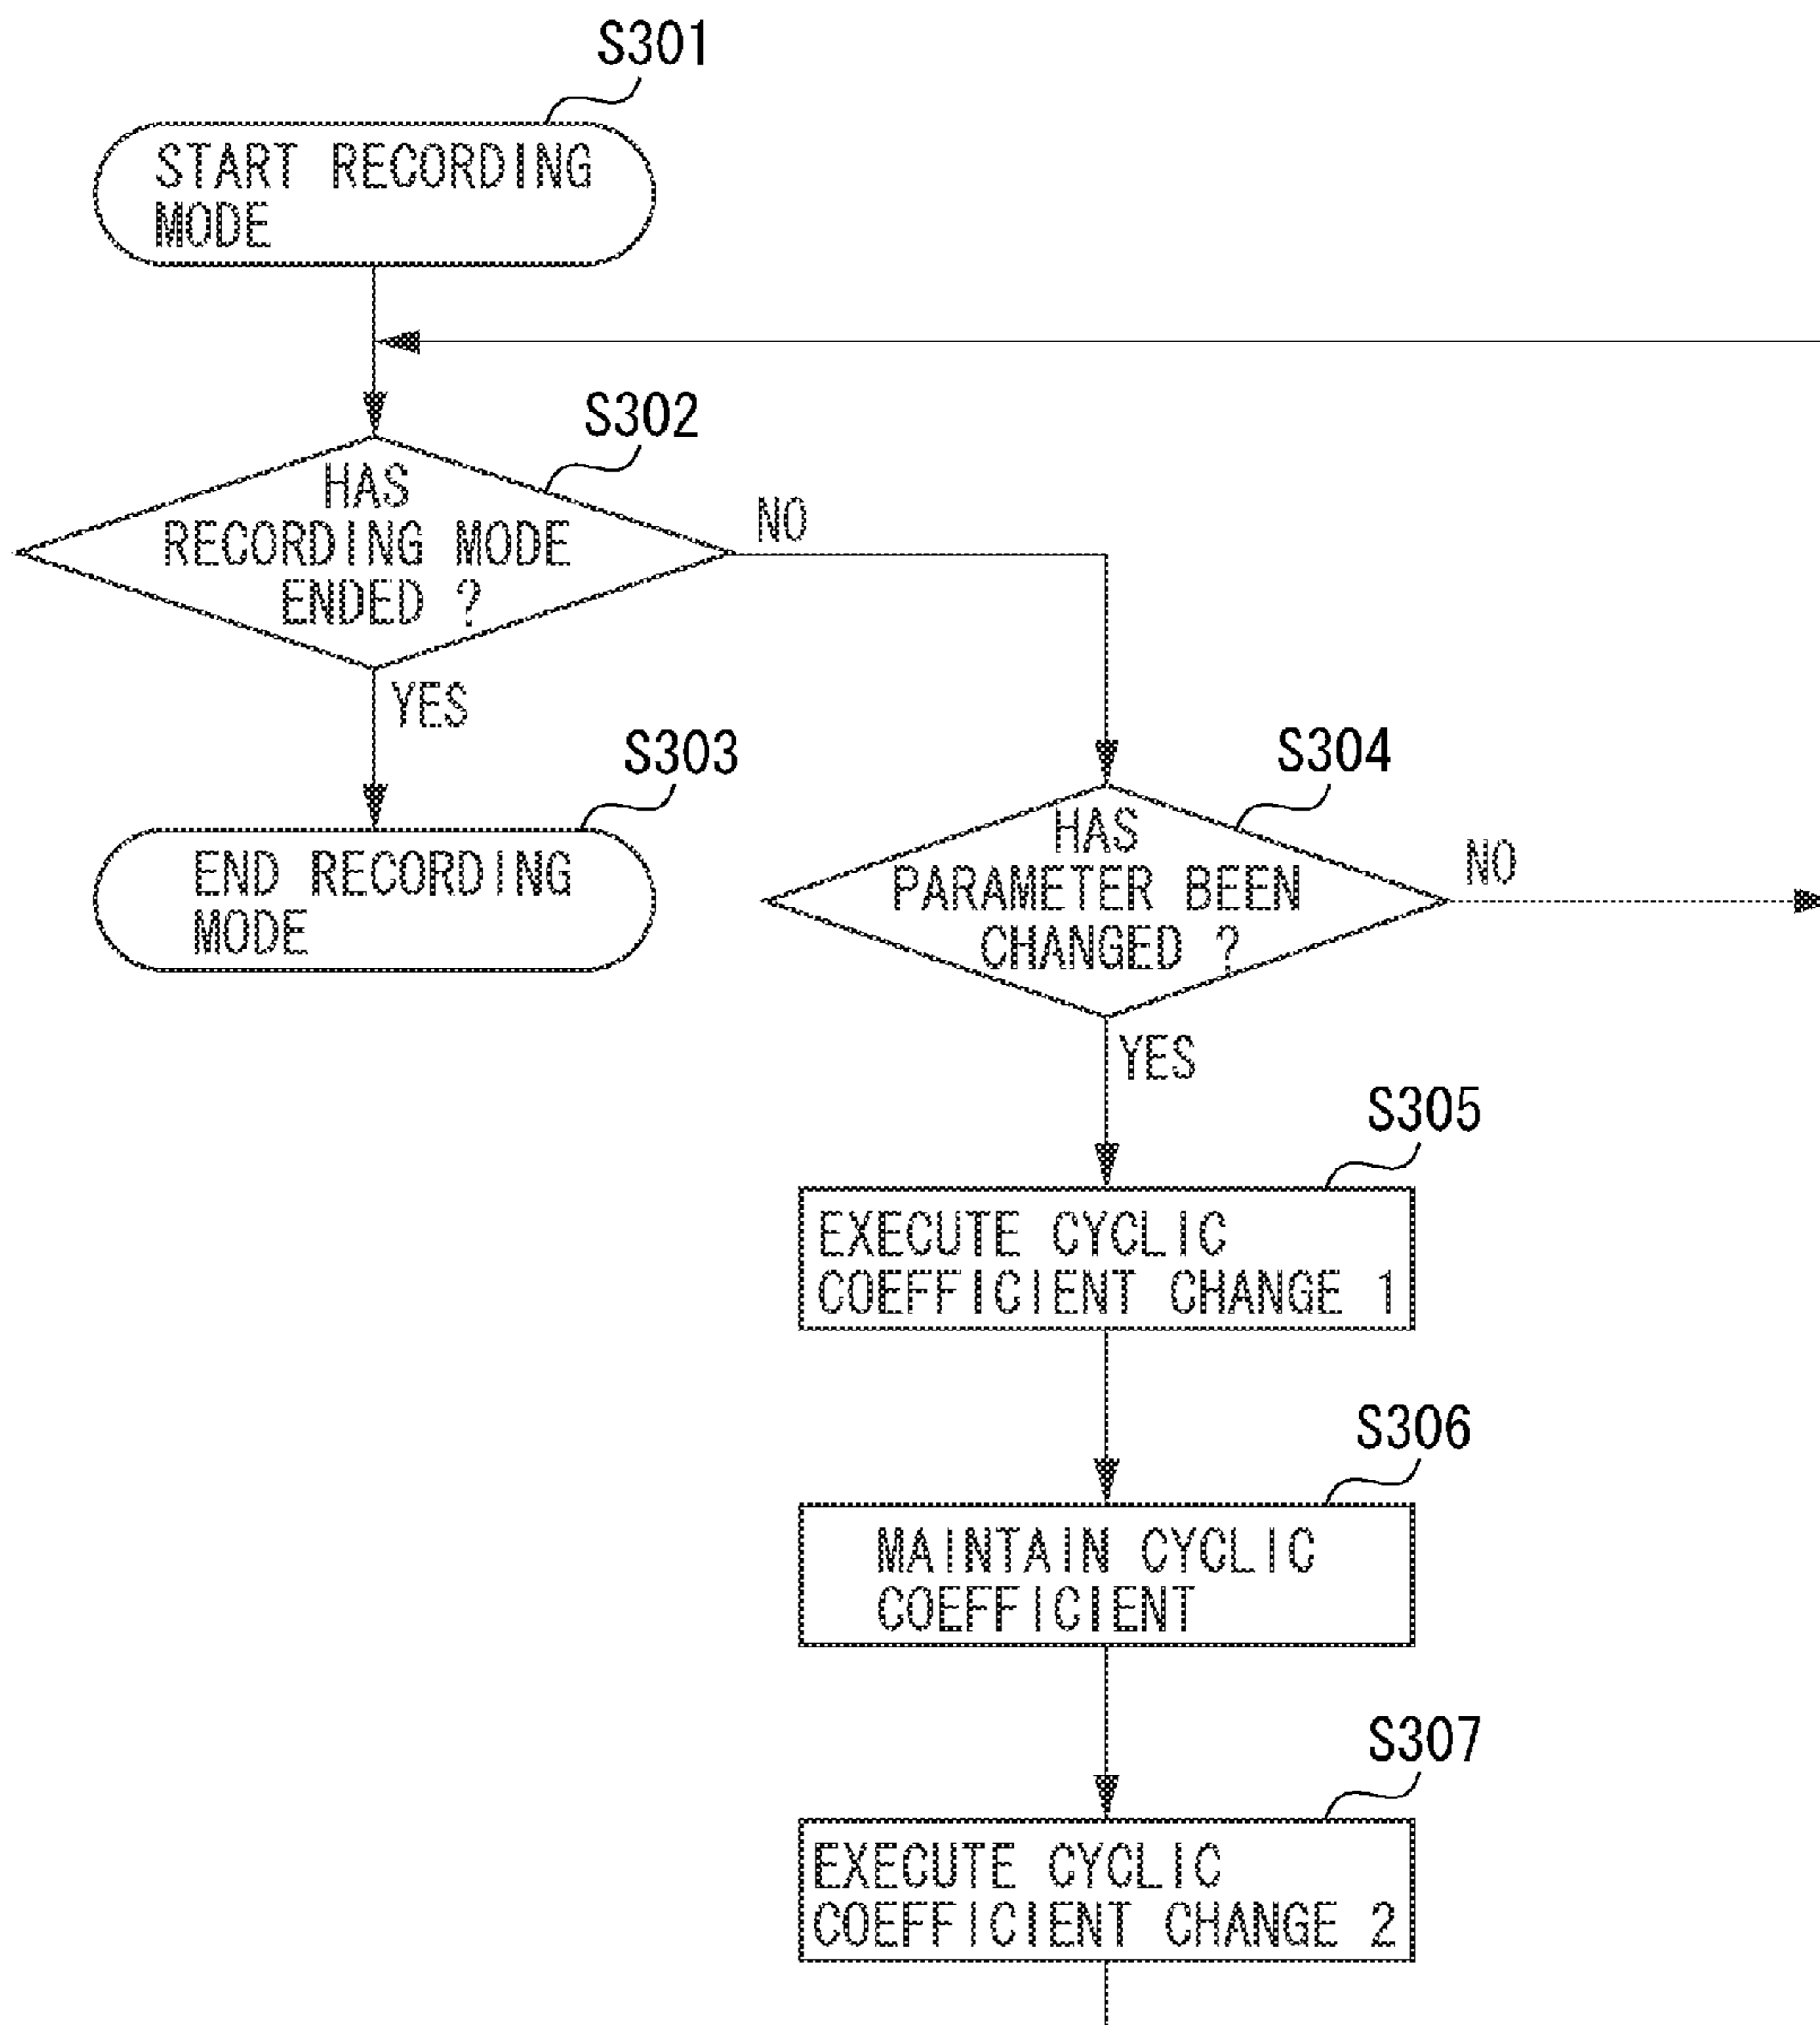 S301
START RECORDING
MODE
S302
HAS
RECORDING MODE
ENDED ?
NO
YES
S303
END RECORDING
MODE
S304
HAS
PARAMETER BEEN
CHANGED ?
NO
YES
S305
EXECUTE CYCLIC
COEFFICIENT CHANGE 1
S306
MAINTAIN CYCLIC
COEFFICIENT
S307
EXECUTE CYCLIC
COEFFICIENT CHANGE 2